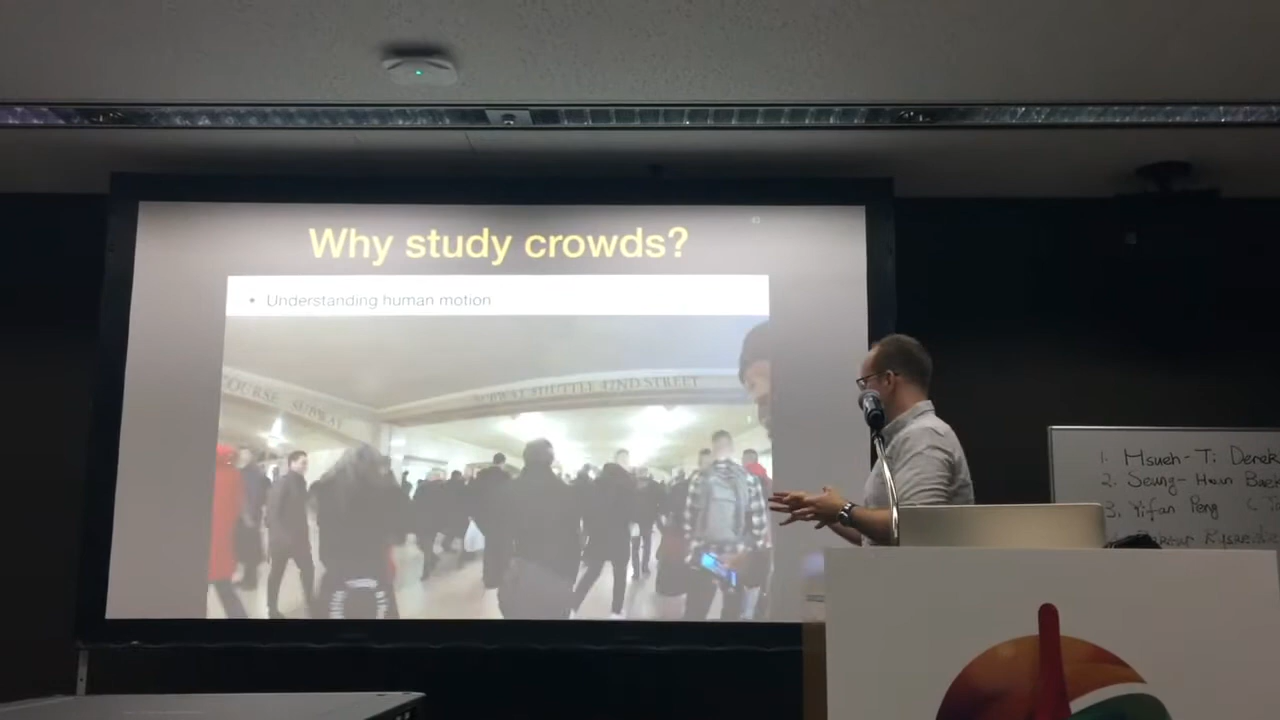 Why study crowds?
• Understanding human motion
COURSE SUBWAY
SUBWAY SHUTTLE 42ND STREET
1. Hsueh-Ti Derek
2. Seung-Hwan Baek
3. Yifan Peng